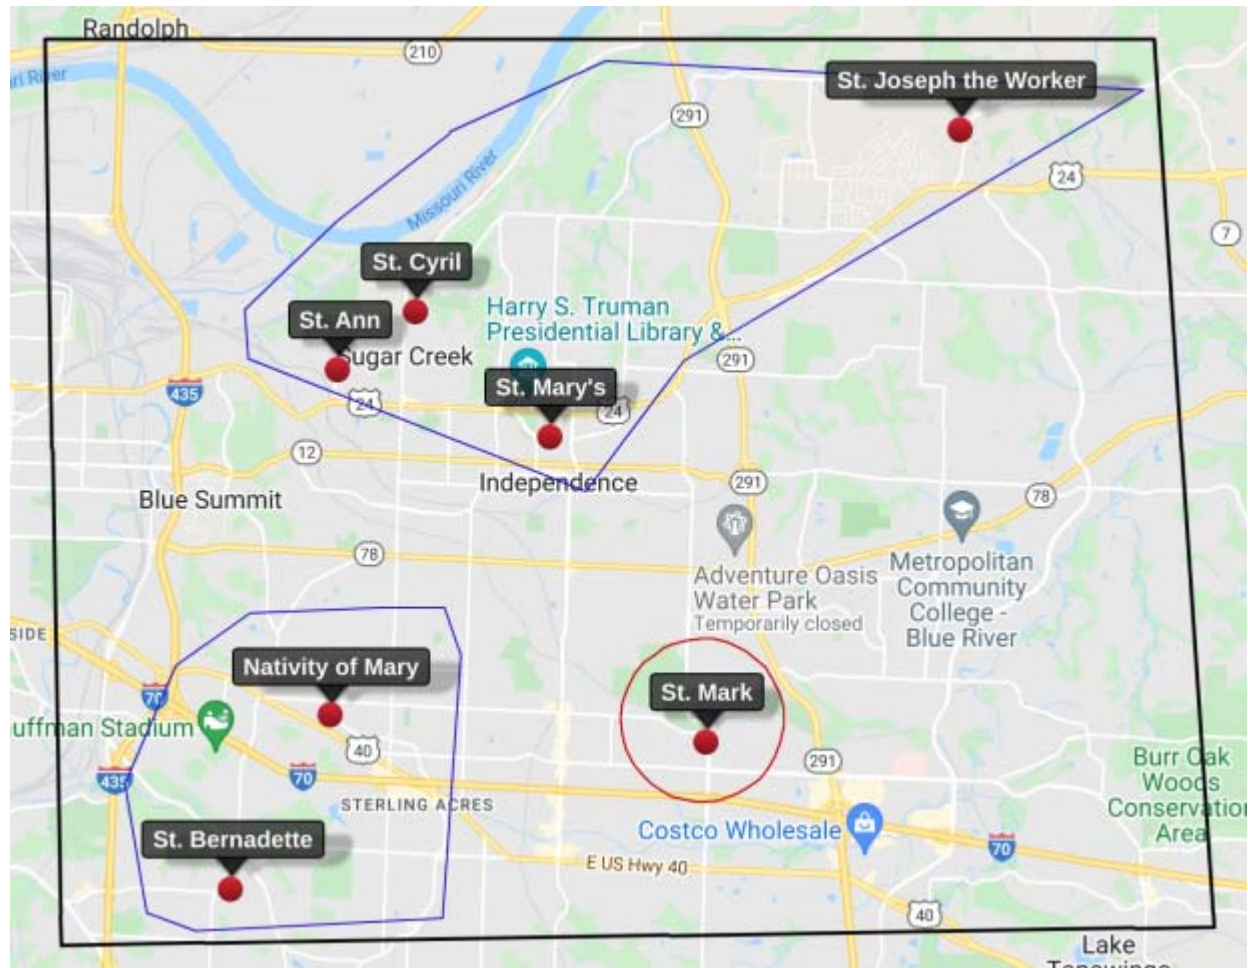 Randolph
210
uri River
St. Joseph the Worker
291
24
Missouri River
7
St. Cyril
St. Ann
Harry S. Truman
Presidential Library &...
Sugar Creek
291
435
St. Mary's
24
24
12
Independence
291
Blue Summit
78
78
Adventure Oasis
Water Park
Temporarily closed
Metropolitan
Community
College -
Blue River
SIDE
Nativity of Mary
St. Mark
70
uffman Stadium
40
291
Burr Oak
Woods
Conservation
Area
435
70
STERLING ACRES
Costco Wholesale
St. Bernadette
70
E US Hwy 40
40
Lake
Tapawingo